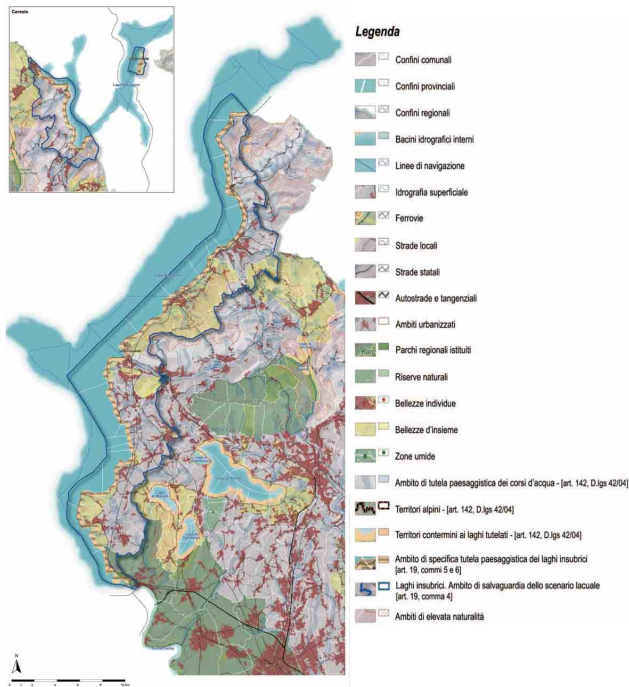 Ceresio
Legenda
Confini comunali
Confini provinciali
Confini regionali
Bacini idrografici interni
Linee di navigazione
Idrografia superficiale
Ferrovie
Strade locali
Strade statali
Autostrade e tangenziali
Ambiti urbanizzati
Parc
Parchi regionali istituiti
Riserve naturali
Bellezze individue
Bellezze d'insieme
Zone umide
Ambito di tutela paesaggistica dei corsi d'acqua - [art. 142, D.lgs 42/04]
Territori alpini - [art. 142, D.lgs 42/04]
Territori contermini ai laghi tutelati - [art. 142, D.lgs 42/04]
Ambito di specifica tutela paesaggistica dei laghi insubrici
[art. 19, commi 5 e 6]
Laghi insubrici. Ambito di salvaguardia dello scenario lacuale
[art. 19, comma 4]
Ambiti di elevata naturalità
N